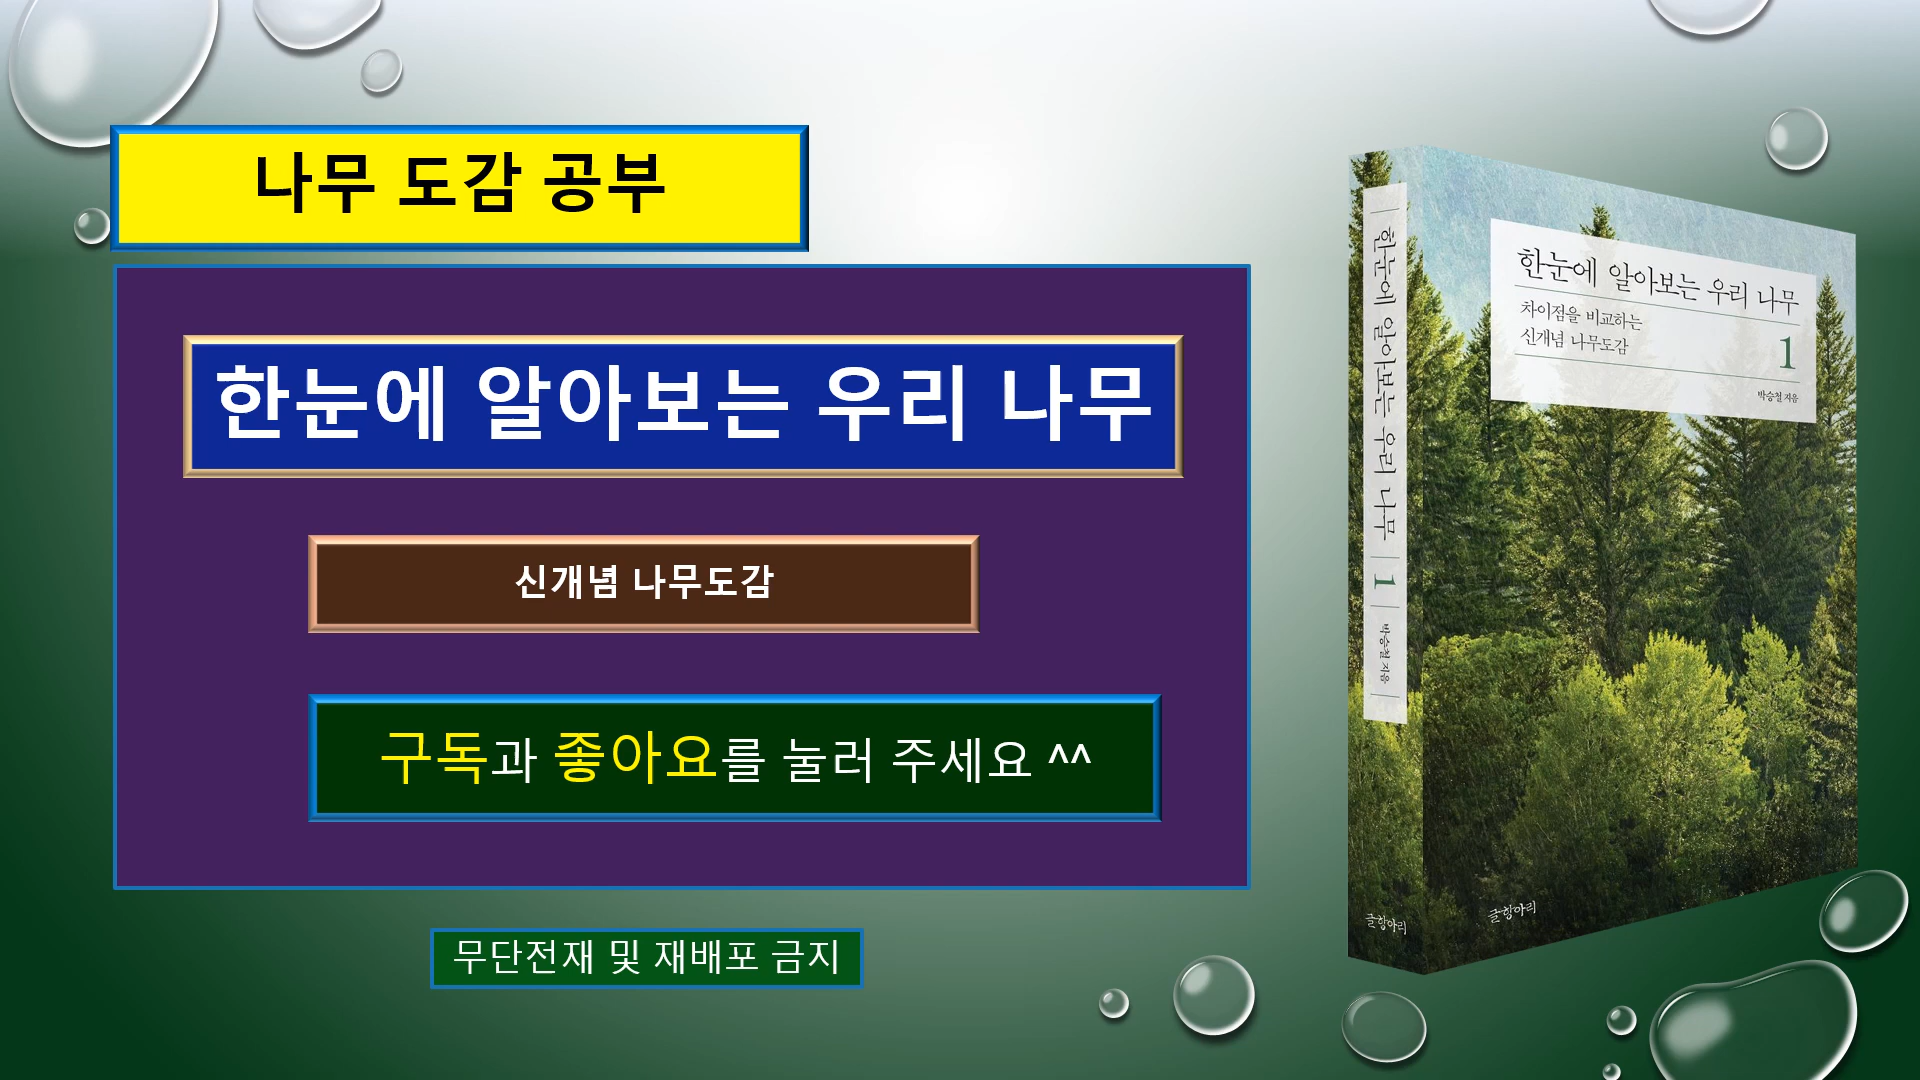 나무 도감 공부
한눈에 알아보는 우리 나무
신개념 나무도감
구독과 좋아요를 눌러 주세요 ^^
무단전재 및 재배포 금지
한눈에 알아보는 우리 나무 1 박승철 지음
글항아리
한눈에 알아보는 우리 나무
차이점을 비교하는
신개념 나무도감
1
박승철 지음
글항아리